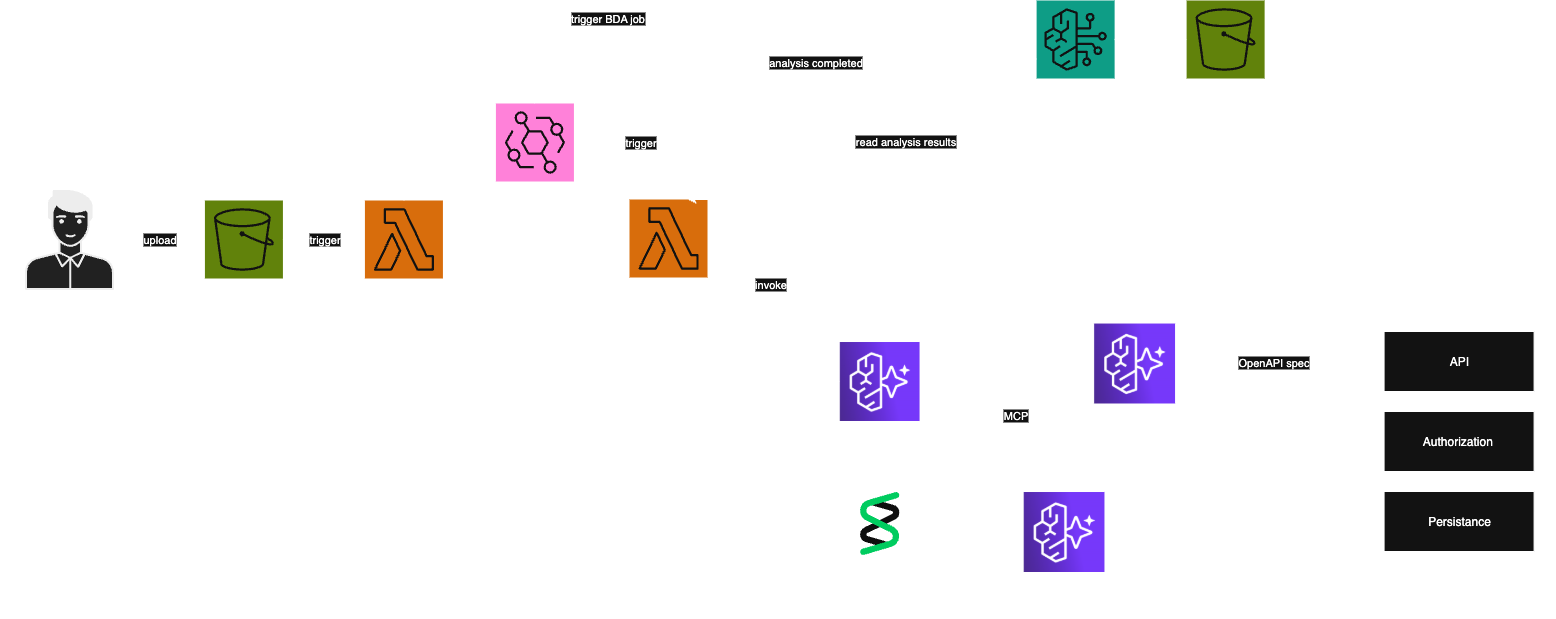 trigger BDA job
analysis completed
trigger
read analysis results
upload
trigger
invoke
OpenAPI spec
API
MCP
Authorization
Persistance